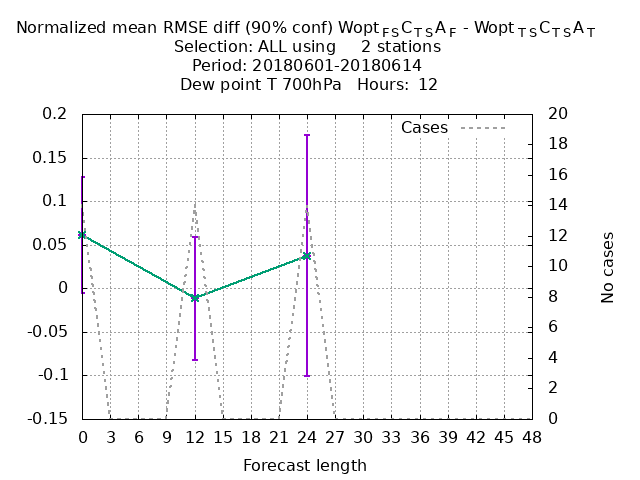 Normalized mean RMSE diff (90% conf) Wopt FS C TS A F - Wopt TS C TS A T
Selection: ALL using 2 stations
Period: 20180601-20180614
Dew point T 700hPa Hours: 12
Cases
0.2
0.15
0.1
0.05
0
-0.05
-0.1
-0.15
20
18
16
14
12
10
8
6
4
2
0
No cases
0 3 6 9 12 15 18 21 24 27 30 33 36 39 42 45 48
Forecast length